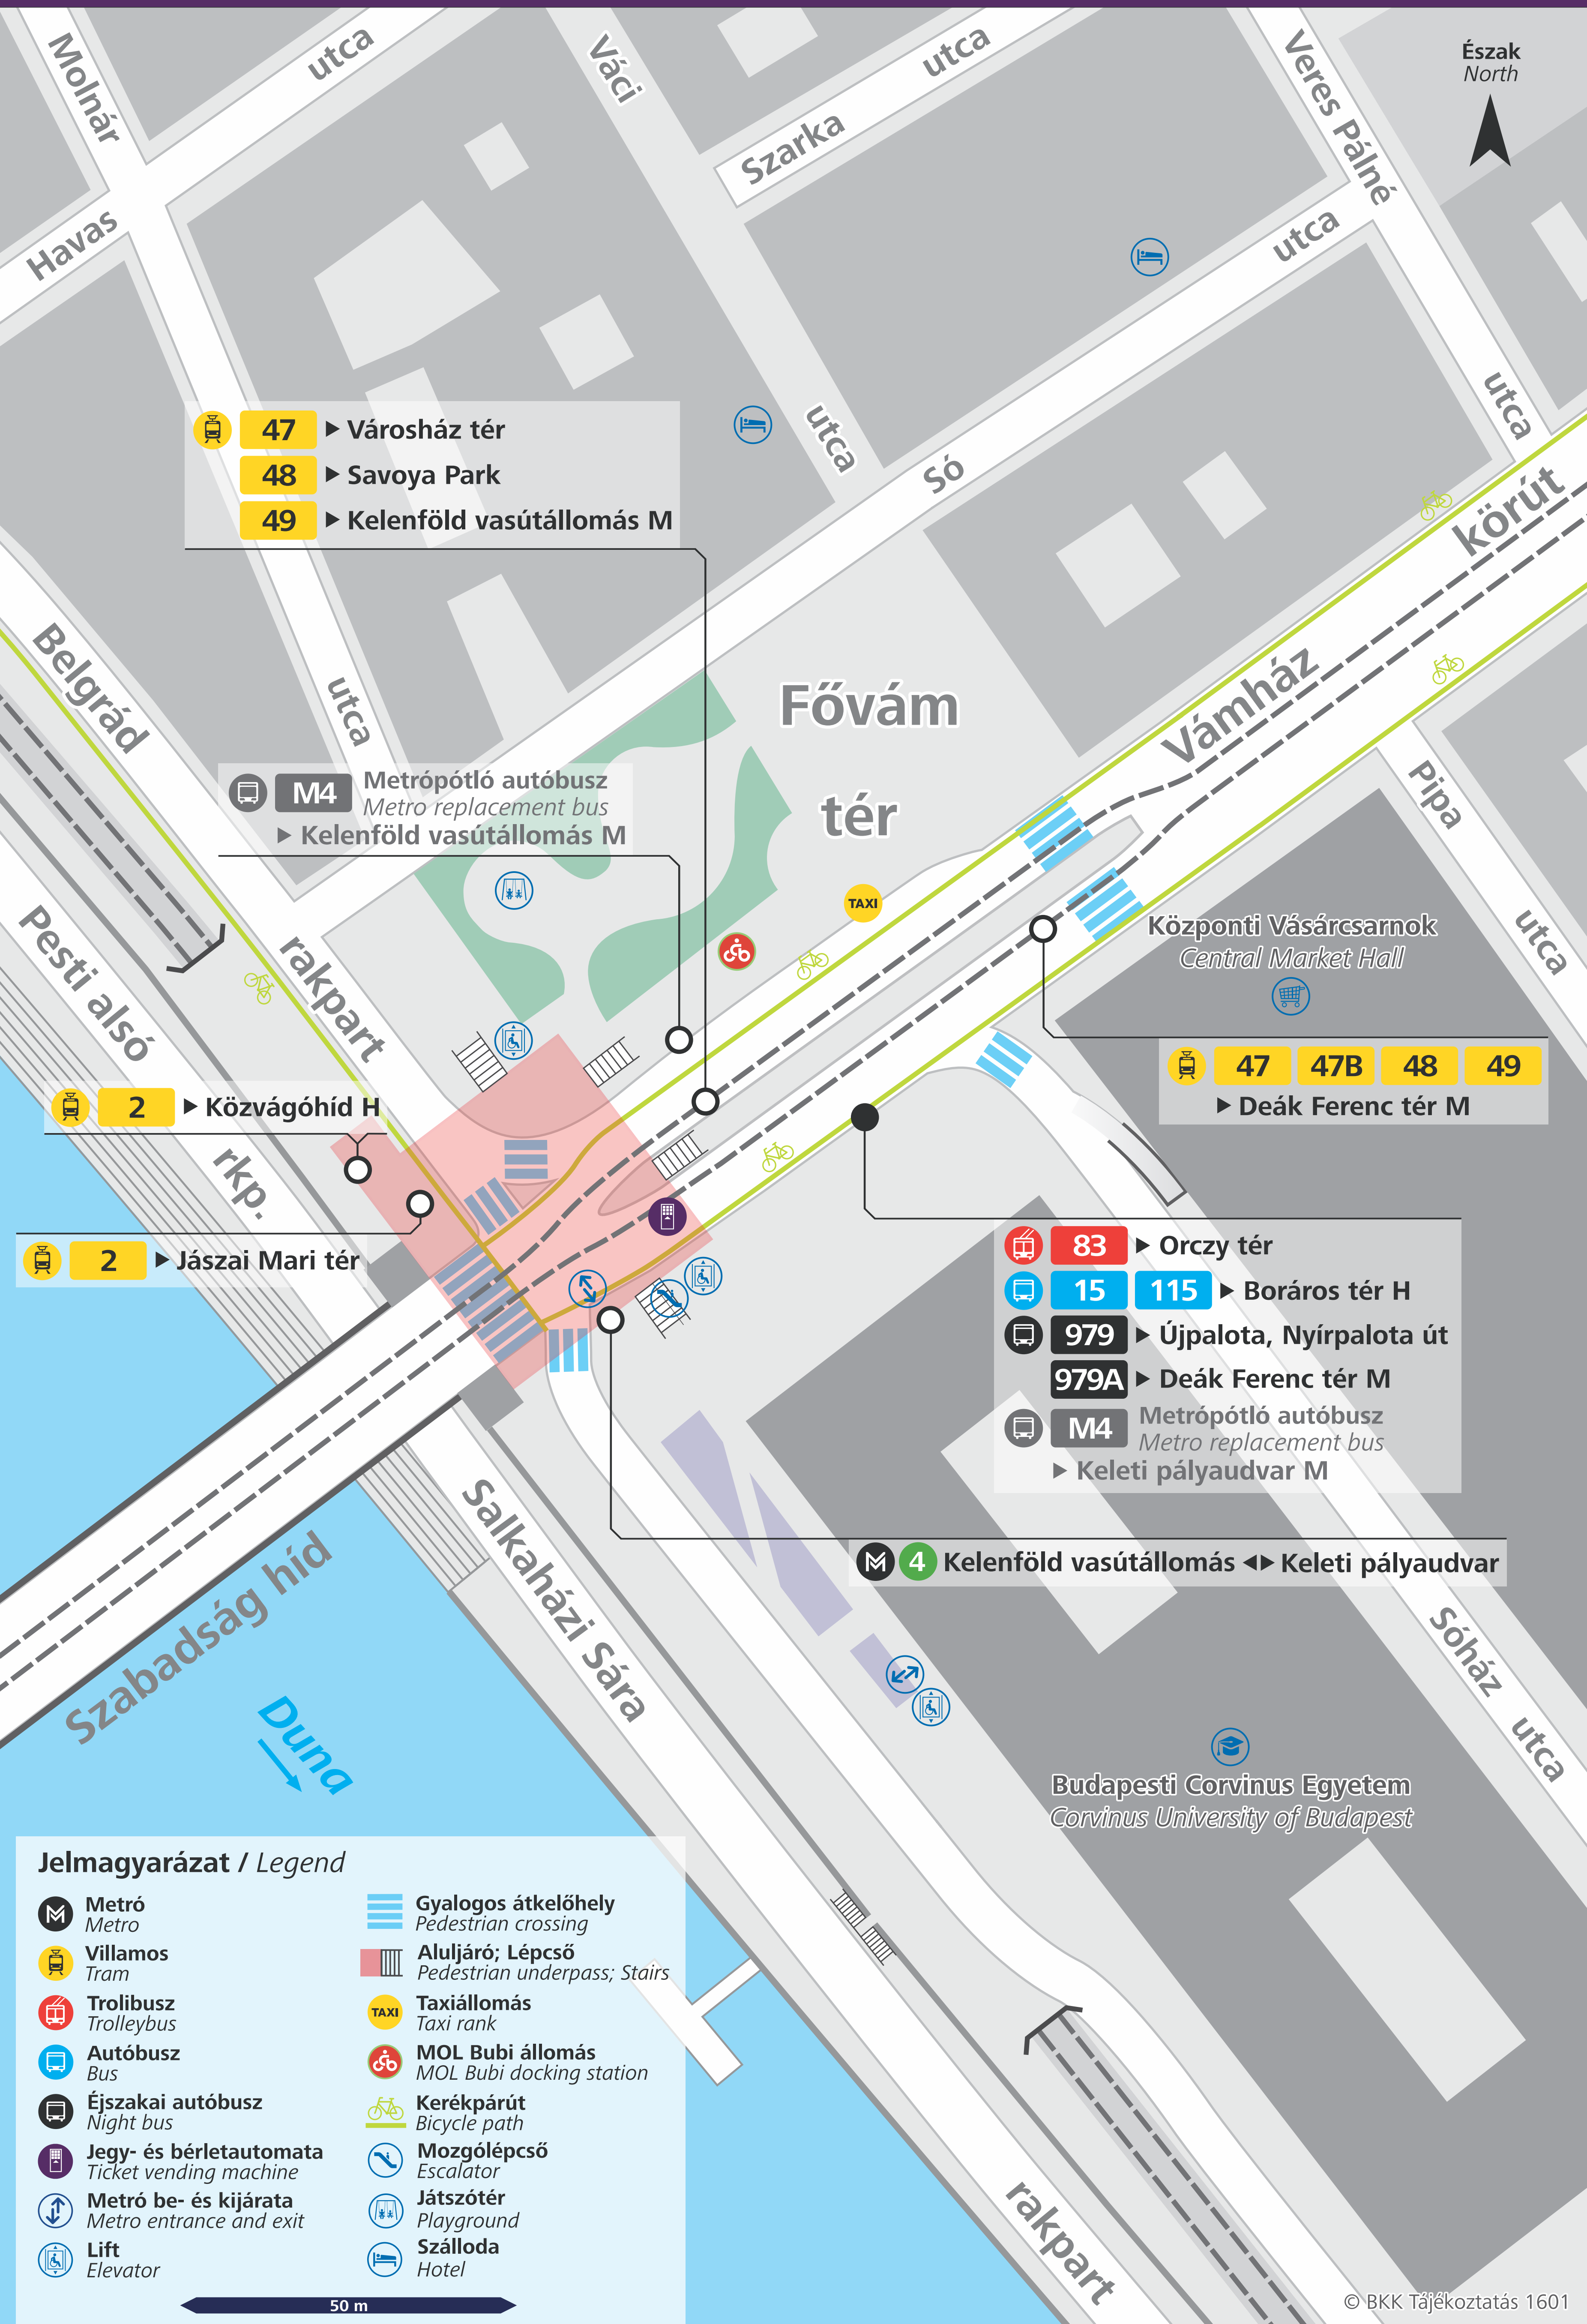 Molnár
utca
Váci
utca
Veres Pálné
Észak
North
Szarka
Havas
utca
utca
utca
Só
47 Városház tér
48 Savoya Park
49 Kelenföld vasútállomás M
körút
Belgrád
utca
Fővám
tér
Vámház
M4 Metrópótló autóbusz
Metro replacement bus
Kelenföld vasútállomás M
Pipa
utca
TAXI
Központi Vásárcsarnok
Central Market Hall
Pesti alsó
rakpart
47 47B 48 49
Deák Ferenc tér M
2 Közvágóhíd H
rkp.
2 Jászai Mari tér
83 Orczy tér
15 115 Boráros tér H
979 Újpalota, Nyírpalota út
979A Deák Ferenc tér M
M4 Metrópótló autóbusz
Metro replacement bus
Keleti pályaudvar M
M 4 Kelenföld vasútállomás Keleti pályaudvar
Szabadság híd
Salkaházi Sára
Sóház
utca
Duna
Budapesti Corvinus Egyetem
Corvinus University of Budapest
rakpart
Jelmagyarázat / Legend
Metró
Metro
Villamos
Tram
Trolibusz
Trolleybus
Autóbusz
Bus
Éjszakai autóbusz
Night bus
Jegy- és bérletautomata
Ticket vending machine
Metró be- és kijárata
Metro entrance and exit
Lift
Elevator
Gyalogos átkelőhely
Pedestrian crossing
Aluljáró; Lépcső
Pedestrian underpass; Stairs
TAXI
Taxiállomás
Taxi rank
MOL Bubi állomás
MOL Bubi docking station
Kerékpárút
Bicycle path
Mozgólépcső
Escalator
Játszótér
Playground
Szálloda
Hotel
50 m
© BKK Tájékoztatás 1601